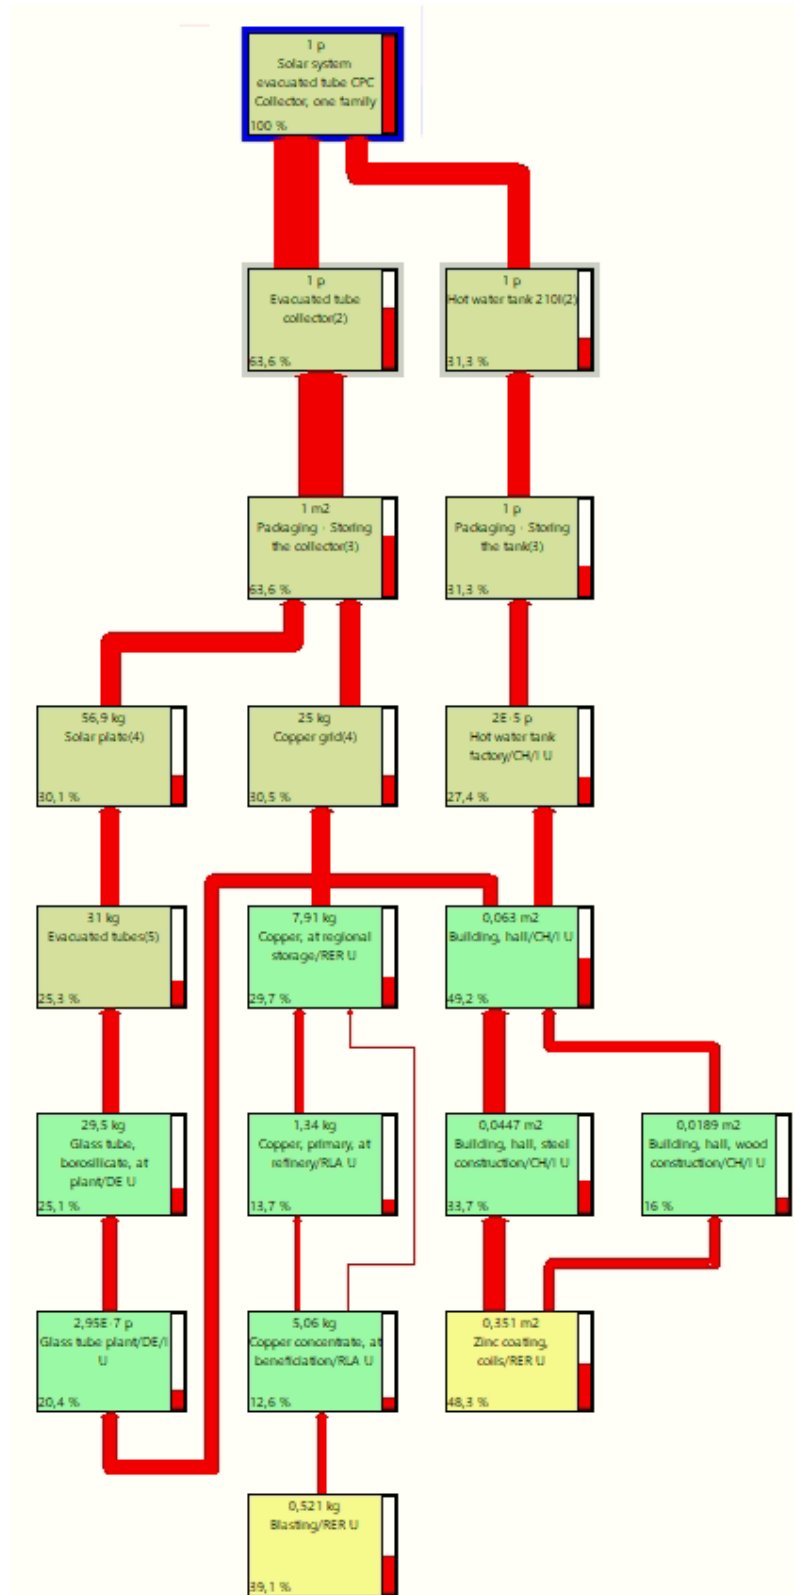 1 p
Solar system
evacuated tube CPC
Collector, one family
100 %
1 p
Evacuated tube
collector(2)
63,6 %
1 p
Hot water tank 210l(2)
31,3 %
1 m2
Packaging - Storing
the collector(3)
63,6 %
1 p
Packaging - Storing
the tank(3)
31,3 %
56,9 kg
Solar plate(4)
30,1 %
25 kg
Copper grid(4)
30,5 %
2E-5 p
Hot water tank
factory/CH/I U
27,4 %
31 kg
Evacuated tubes(5)
25,3 %
7,91 kg
Copper, at regional
storage/RER U
29,7 %
0,063 m2
Building, hall/CH/I U
49,2 %
29,5 kg
Glass tube,
borosilicate, at
plant/DE U
25,1 %
1,34 kg
Copper, primary, at
refinery/RLA U
13,7 %
0,0447 m2
Building, hall, steel
construction/CH/I U
33,7 %
0,0189 m2
Building, hall, wood
construction/CH/I U
16 %
2,95E-7 p
Glass tube plant/DE/I
U
20,4 %
5,06 kg
Copper concentrate, at
beneficiation/RLA U
12,6 %
0,351 m2
Zinc coating,
coils/RER U
48,3 %
0,521 kg
Blasting/RER U
39,1 %